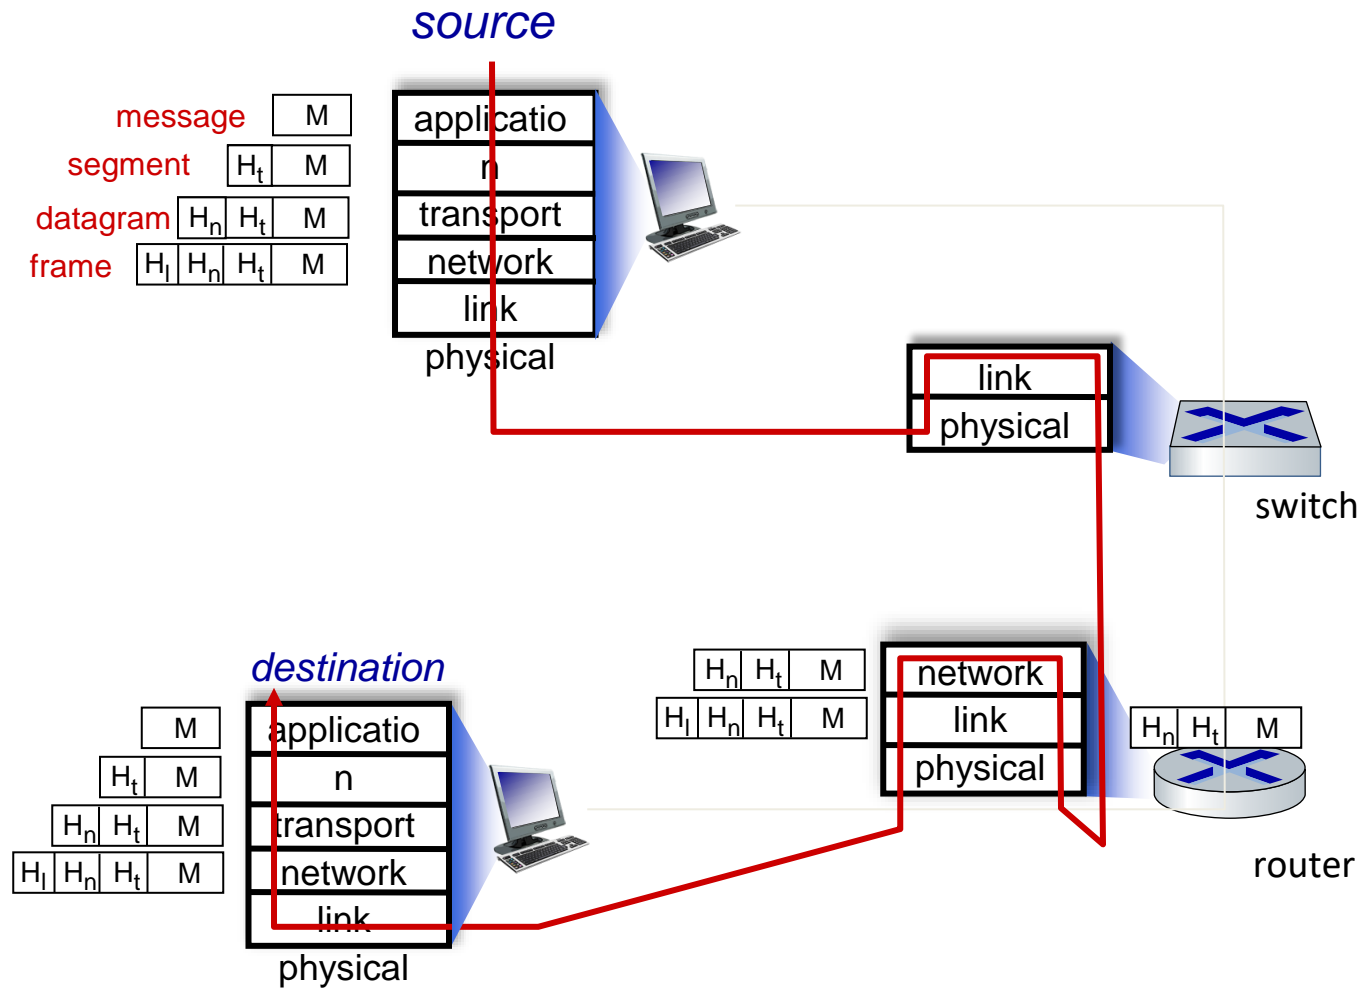 source
message M
segment Ht M
datagram Hn Ht M
frame Hl Hn Ht M
applicatio
n
transport
network
link
physical
link
physical
switch
destination
M
Ht M
Hn Ht M
Hl Hn Ht M
applicatio
n
transport
network
link
physical
Hn Ht M
Hl Hn Ht M
network
link
physical
Hn Ht M
router